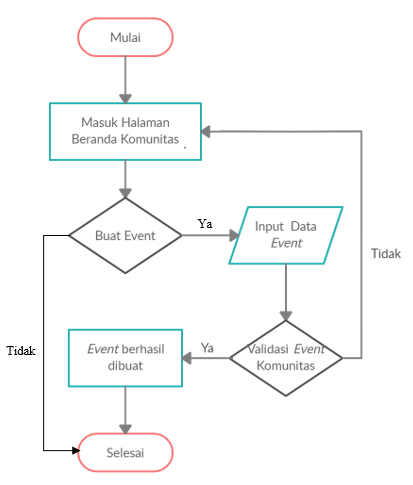 Mulai
Masuk Halaman
Beranda Komunitas .
Buat Event
Ya
Input Data
Event
Tidak
Tidak
Event berhasil
dibuat
Ya
Validasi Event
Komunitas
Selesai